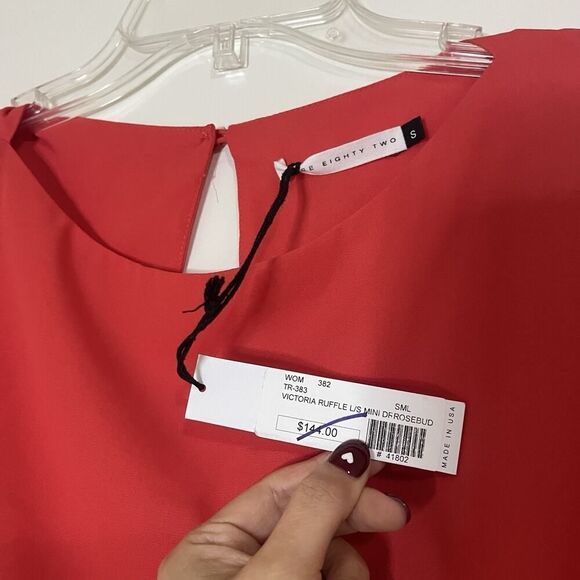 EIGHTY TWO
S
WOM 382
TR-383 SML
VICTORIA RUFFLE L/S MINI DRROSEBUD
$144.00
# 41802
MADE IN USA